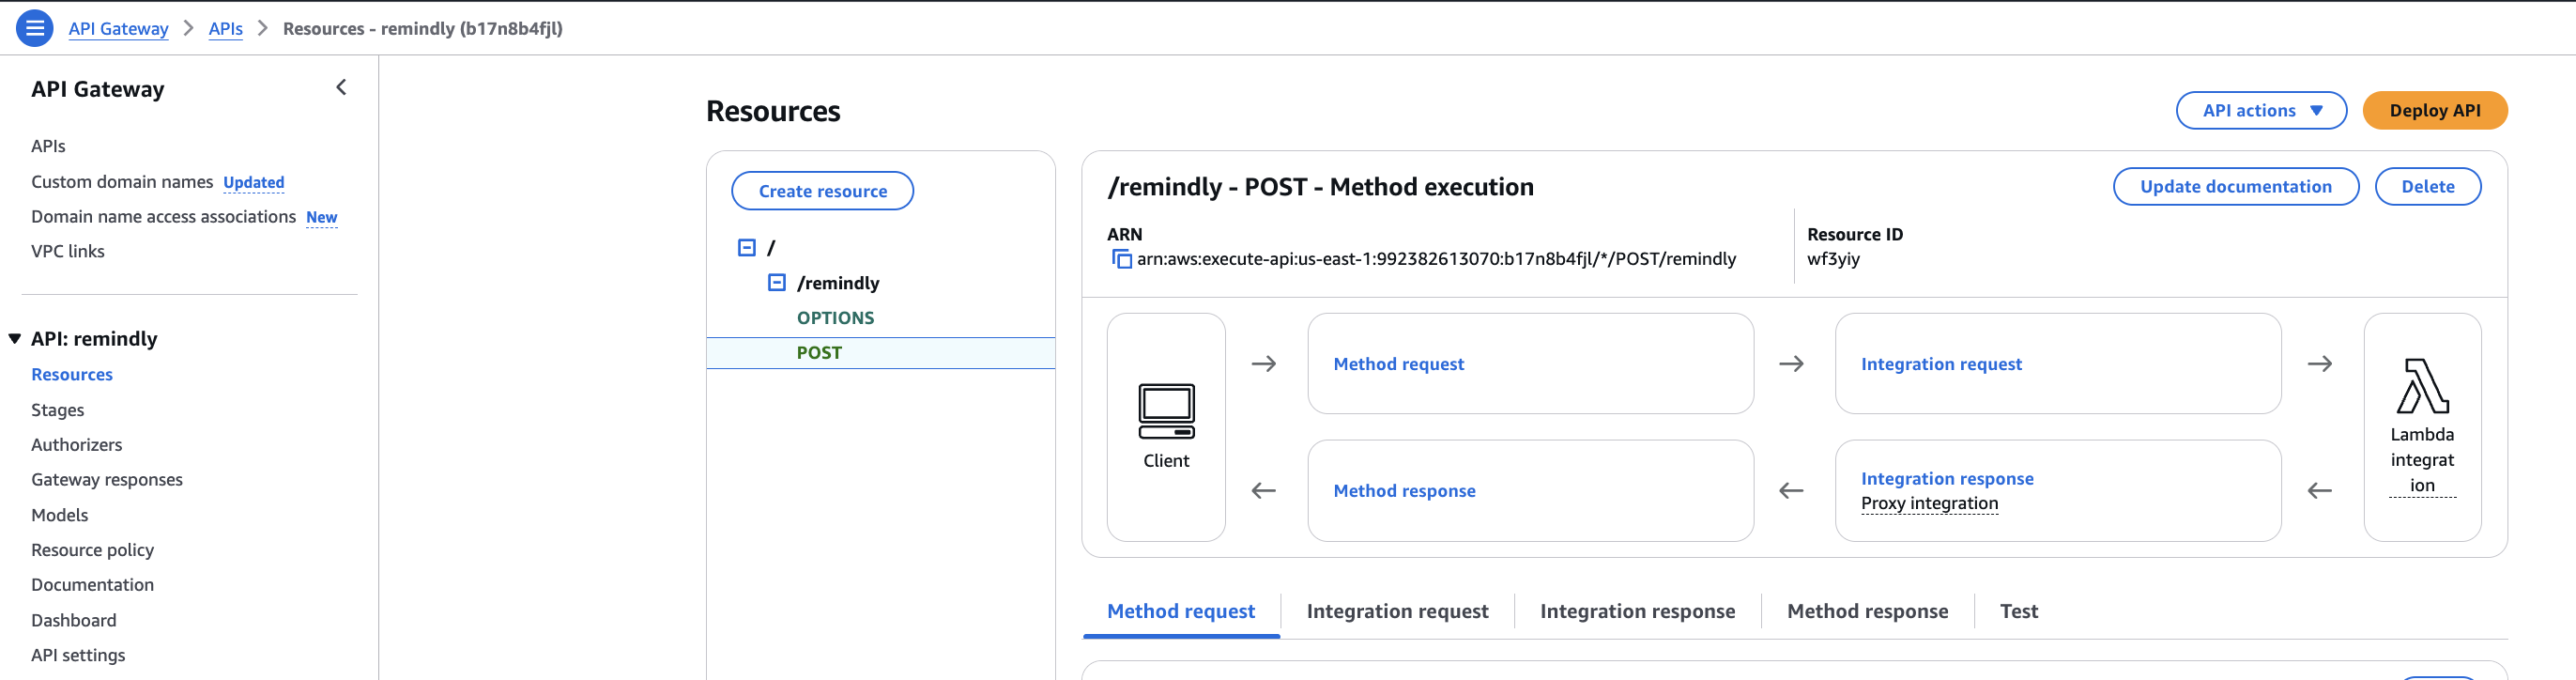 API Gateway > APIs > Resources - remindly (b17n8b4fjl)
API Gateway
APIs
Custom domain names Updated
Domain name access associations New
VPC links
API: remindly
Resources
Stages
Authorizers
Gateway responses
Models
Resource policy
Documentation
Dashboard
API settings
Resources
API actions
Deploy API
Create resource
/
/remindly
OPTIONS
POST
/remindly - POST - Method execution
Update documentation
Delete
ARN
arn:aws:execute-api:us-east-1:992382613070:b17n8b4fjl/*/POST/remindly
Resource ID
wf3yiy
Client
Method request
Integration request
Method response
Integration response
Proxy integration
Lambda
integrat
ion
Method request
Integration request
Integration response
Method response
Test